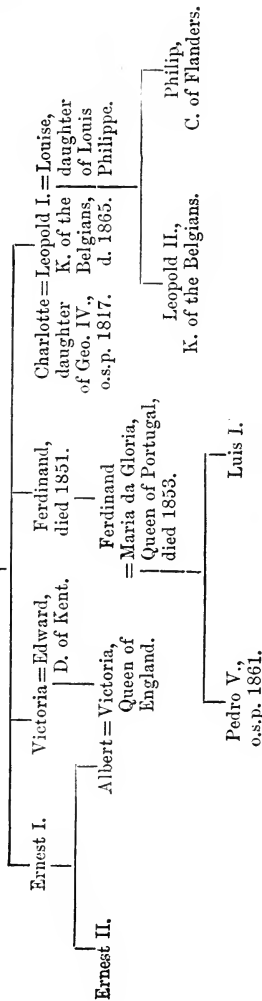 Ernest I.
Victoria = Edward,
D. of Kent.
Ferdinand,
died 1851.
Charlotte = Leopold I. = Louise,
daughter K. of the daughter
of Geo. IV., Belgians, of Louis
o.s.p. 1817. d. 1865. Philippe.
Ernest II.
Albert = Victoria,
Queen of
England.
Ferdinand
= Maria da Gloria,
Queen of Portugal,
died 1853.
Leopold II.,
K. of the Belgians.
Philip,
C. of Flanders.
Pedro V.,
o.s.p. 1861.
Luis I.